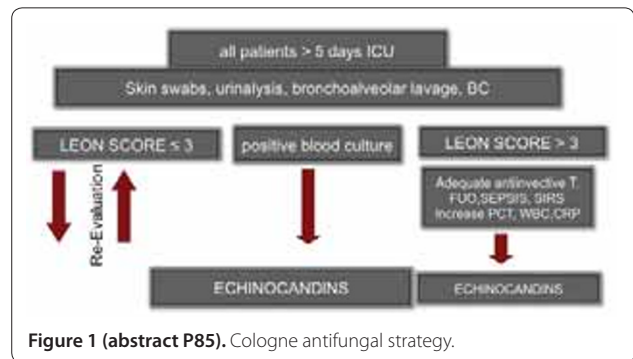 all patients > 5 days ICU
Skin swabs, urinalysis, bronchoalveolar lavage, BC
LEON SCORE ≤ 3
positive blood culture
LEON SCORE > 3
Re-Evaluation
Adequate antiinvective T.
FUO,SEPSIS, SIRS
Increase PCT, WBC,CRP
ECHINOCANDINS
ECHINOCANDINS
Figure 1 (abstract P85). Cologne antifungal strategy.